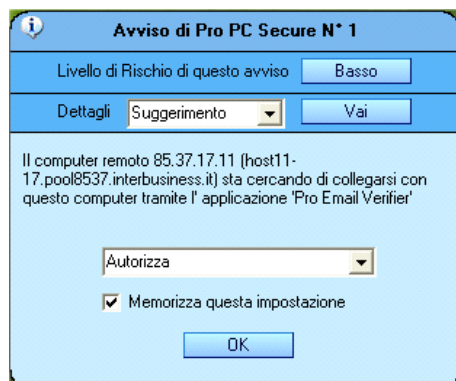 Avviso di Pro PC Secure N° 1
Livello di Rischio di questo avviso Basso
Dettagli Suggerimento Vai
Il computer remoto 85.37.17.11 (host11-
17.pool8537.interbusiness.it) sta cercando di collegarsi con
questo computer tramite l' applicazione 'Pro Email Verifier'
Autorizza
Memorizza questa impostazione
OK